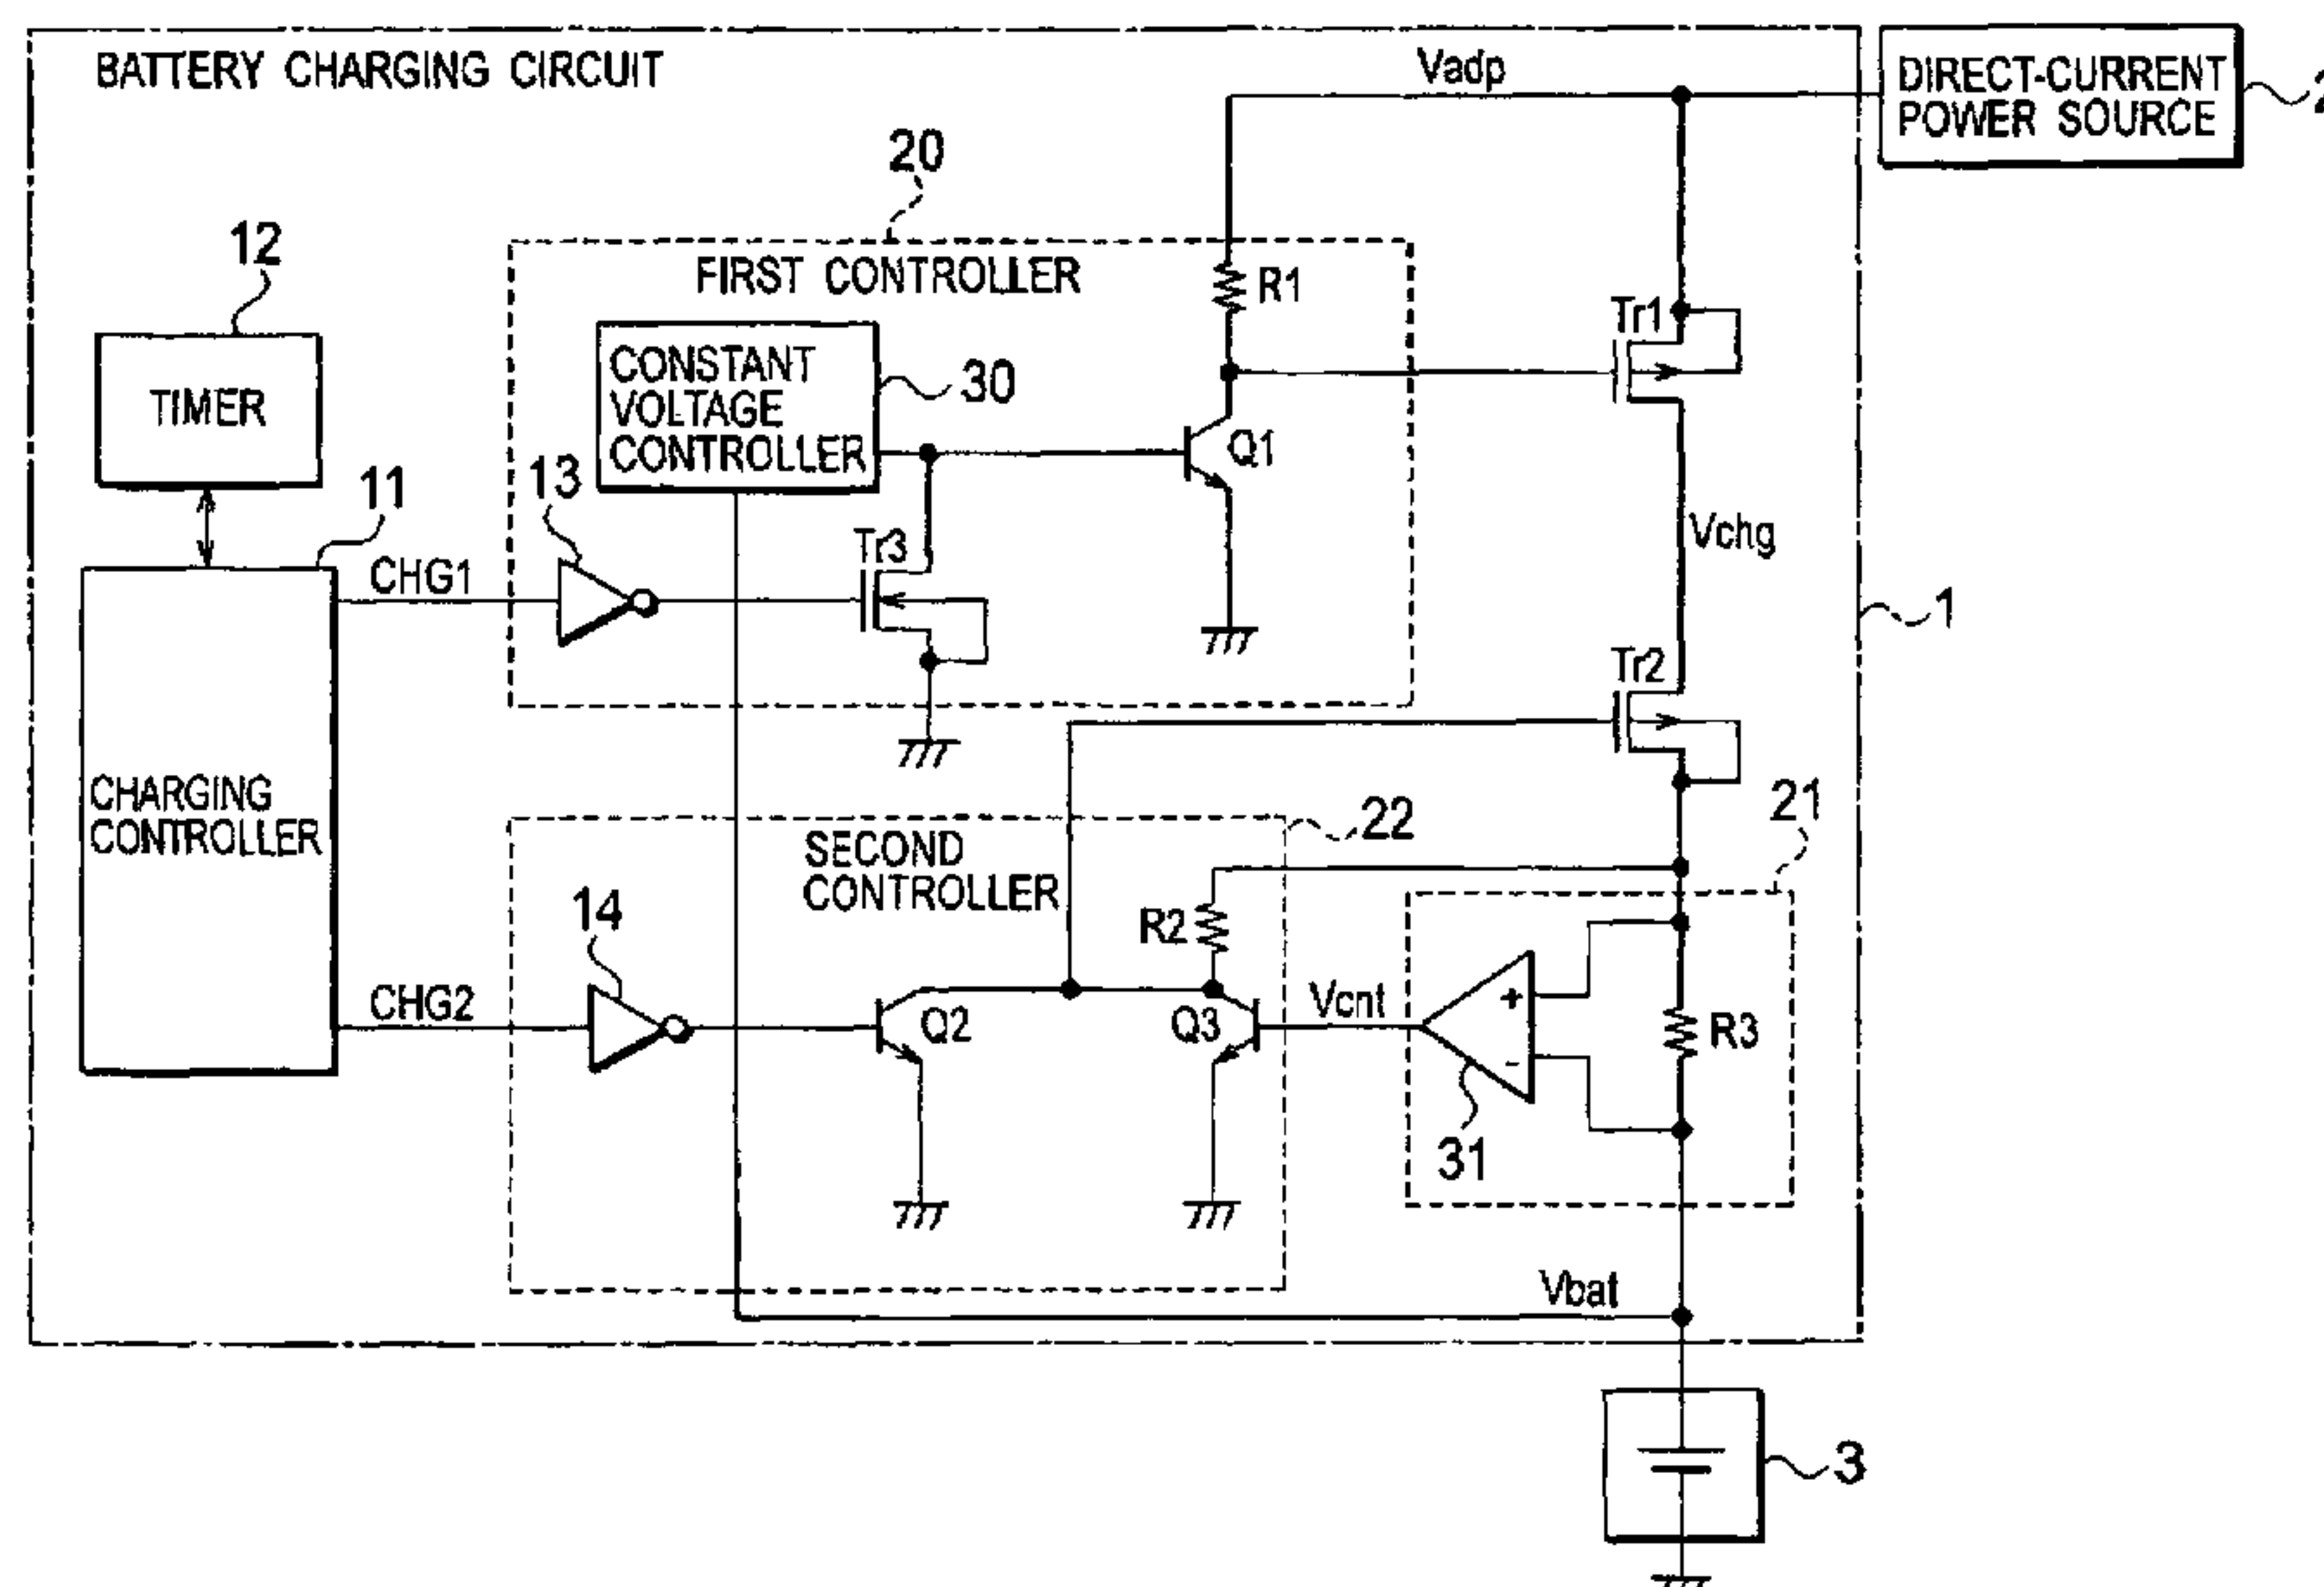 BATTERY CHARGING CIRCUIT
Vadp
DIRECT-CURRENT
POWER SOURCE
2
20
12
FIRST CONTROLLER
R1
Tr1
TIMER
CONSTANT
VOLTAGE
CONTROLLER
30
Q1
13
11
CHG1
Tr3
Vchg
1
Tr2
CHARGING
CONTROLLER
21
22
SECOND
CONTROLLER
14
R2
CHG2
Q2
Q3
Vcnt
+
-
R3
31
Vbat
3